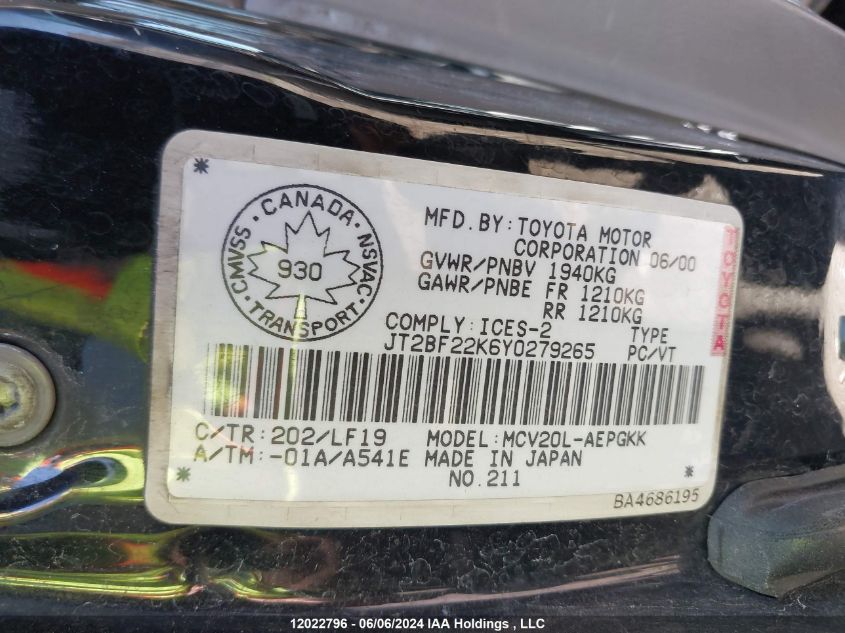 CMVSS · CANADA · NSVAC · TRANSPORT ·
930
MFD. BY: TOYOTA MOTOR
CORPORATION 06/00
GVWR/PNBV 1940KG
GAWR/PNBE FR 1210KG
RR 1210KG
COMPLY: ICES-2 TYPE
JT2BF22K6Y0279265 PC/VT
TOYOTA
C/TR: 202/LF19 MODEL: MCV20L-AEPGKK
A/TM: -01A/A541E MADE IN JAPAN
NO. 211
BA4686195
12022796 - 06/06/2024 IAA Holdings , LLC